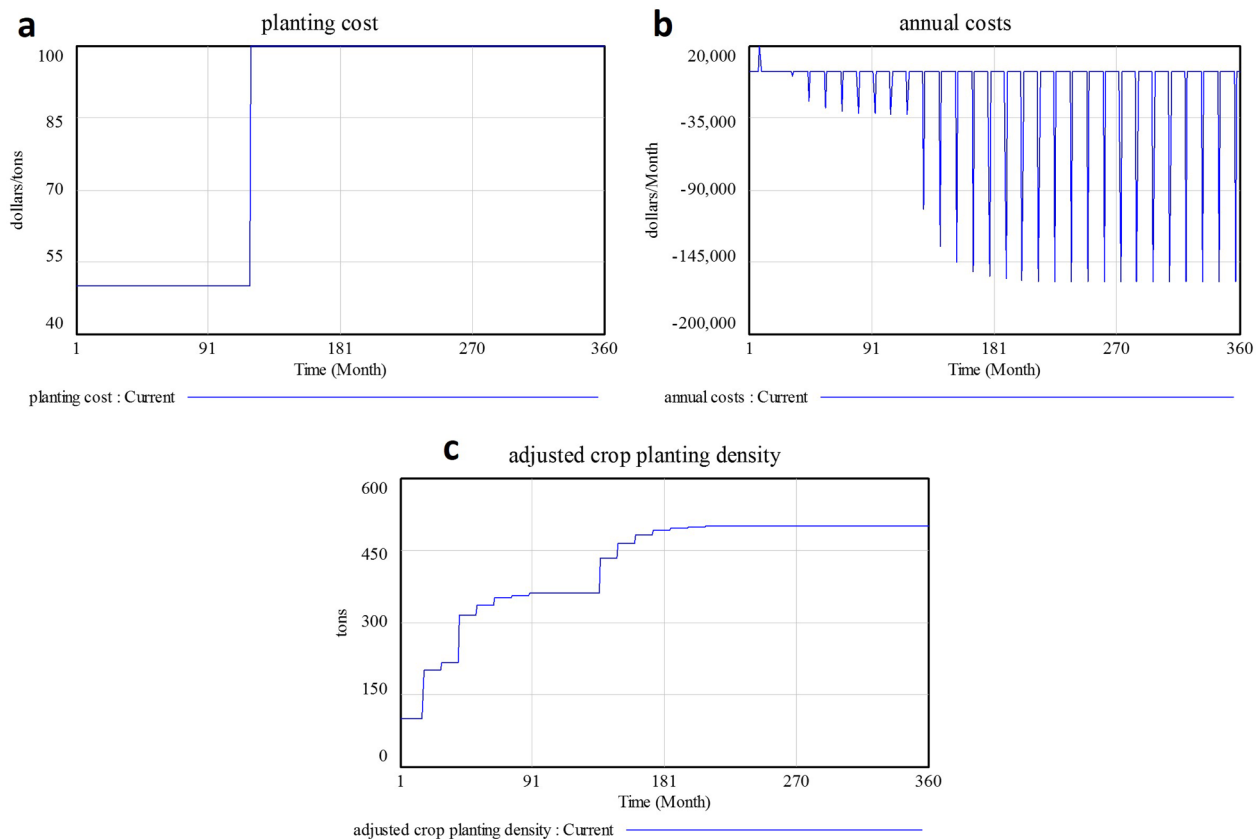 a
planting cost
100
85
70
55
40
dollars/tons
1
91
181
270
360
Time (Month)
planting cost : Current
b
annual costs
20,000
-35,000
-90,000
-145,000
-200,000
dollars/Month
1
91
181
270
360
Time (Month)
annual costs : Current
c
adjusted crop planting density
600
450
300
150
0
tons
1
91
181
270
360
Time (Month)
adjusted crop planting density : Current